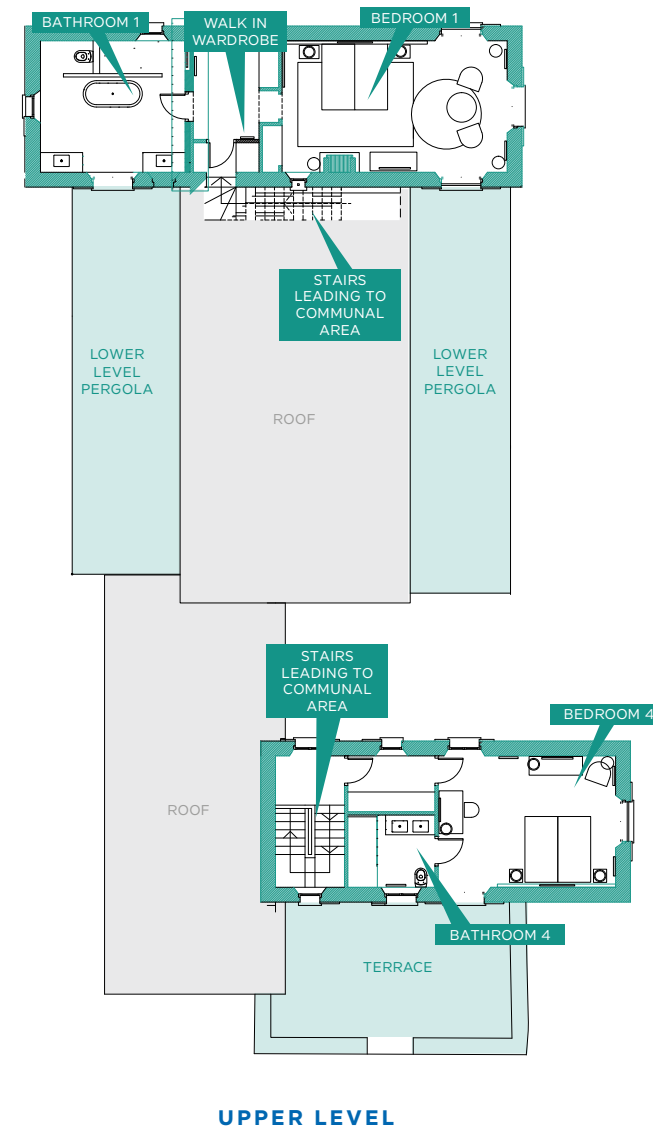 BATHROOM 1
WALK IN
WARDROBE
BEDROOM 1
STAIRS
LEADING TO
COMMUNAL
AREA
LOWER
LEVEL
PERGOLA
LOWER
LEVEL
PERGOLA
ROOF
STAIRS
LEADING TO
COMMUNAL
AREA
BEDROOM 4
ROOF
BATHROOM 4
TERRACE
UPPER LEVEL